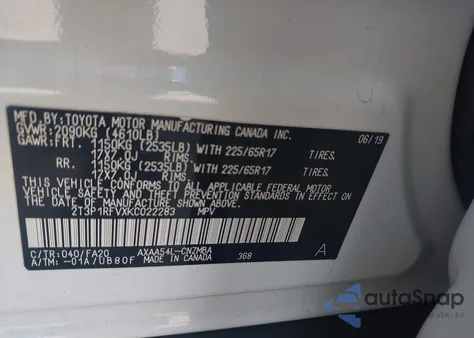 MFD. BY:TOYOTA MOTOR MANUFACTURING CANADA INC.
GVWR: 2090KG (4610LB) 06/19
GAWR:FRT. 1150KG (2535LB) WITH 225/65R17 TIRES.
17X7.0J RIMS.
RR. 1150KG (2535LB) WITH 225/65R17 TIRES.
17X7.0J RIMS.
THIS VEHICLE CONFORMS TO ALL APPLICABLE FEDERAL MOTOR
VEHICLE SAFETY AND THEFT PREVENTION STANDARDS IN EFFECT ON
THE DATE OF MANUFACTURE SHOWN ABOVE.
2T3P1RFVXKC022283 MPV
C/TR:040/FA20 AXAA54L-CNZMBA A
A/TM: -01A/UB80F MADE IN CANADA 368
autoSnap
USA - EU